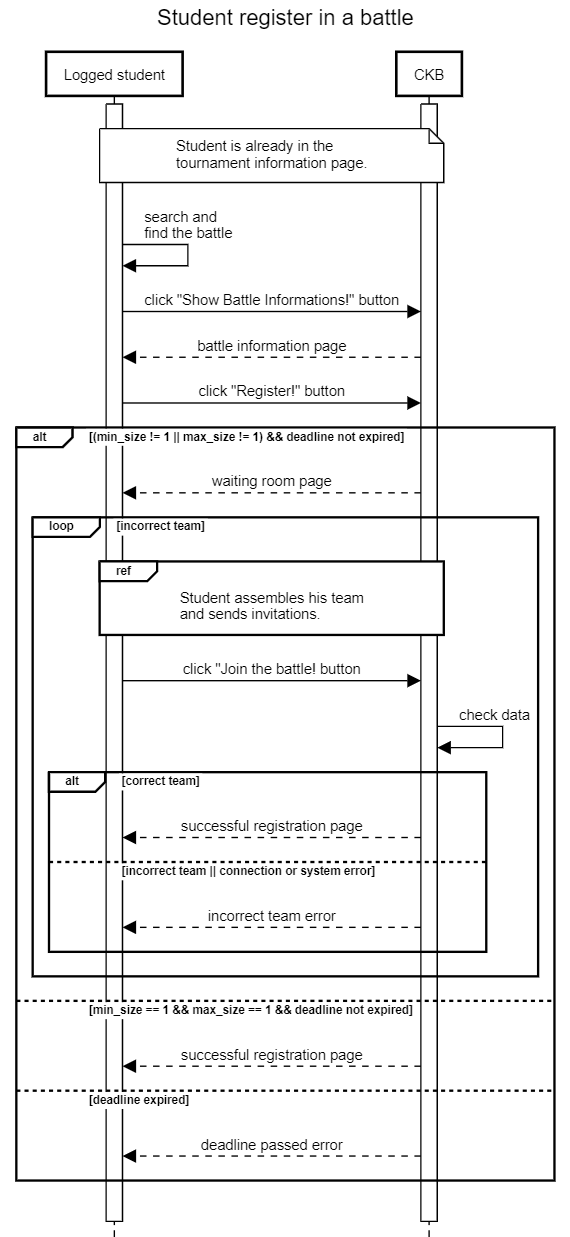 Student register in a battle
Logged student
CKB
Student is already in the
tournament information page.
search and
find the battle
click "Show Battle Informations!" button
battle information page
click "Register!" button
alt
[(min_size != 1 || max_size != 1) && deadline not expired]
waiting room page
loop
[incorrect team]
ref
Student assembles his team
and sends invitations.
click "Join the battle! button
check data
alt
[correct team]
successful registration page
[incorrect team || connection or system error]
incorrect team error
[min_size == 1 && max_size == 1 && deadline not expired]
successful registration page
[deadline expired]
deadline passed error